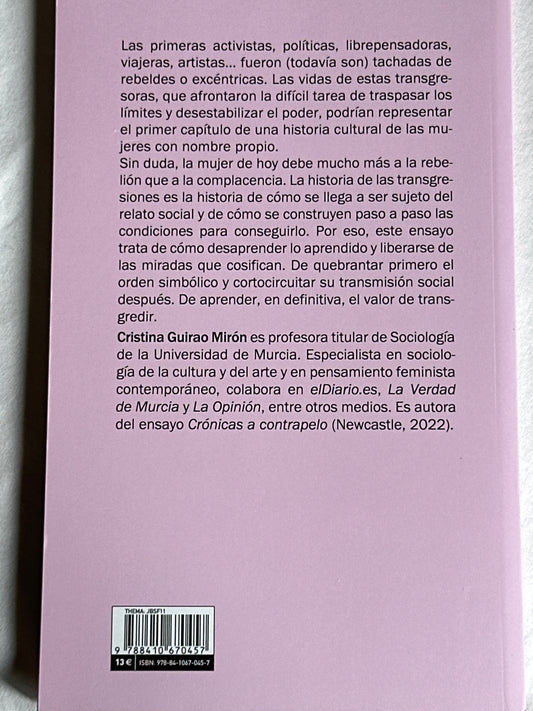 Las primeras activistas, políticas, librepensadoras,
viajeras, artistas... fueron (todavía son) tachadas de
rebeldes o excéntricas. Las vidas de estas transgre-
soras, que afrontaron la difícil tarea de traspasar los
límites y desestabilizar el poder, podrían representar
el primer capítulo de una historia cultural de las mu-
jeres con nombre propio.
Sin duda, la mujer de hoy debe mucho más a la rebe-
lión que a la complacencia. La historia de las transgre-
siones es la historia de cómo se llega a ser sujeto del
relato social y de cómo se construyen paso a paso las
condiciones para conseguirlo. Por eso, este ensayo
trata de cómo desaprender lo aprendido y liberarse de
las miradas que cosifican. De quebrantar primero el
orden simbólico y cortocircuitar su transmisión social
después. De aprender, en definitiva, el valor de trans-
gredir.
Cristina Guirao Mirón es profesora titular de Sociología
de la Universidad de Murcia. Especialista en sociolo-
gía de la cultura y del arte y en pensamiento feminista
contemporáneo, colabora en elDiario.es, La Verdad
de Murcia y La Opinión, entre otros medios. Es autora
del ensayo Crónicas a contrapelo (Newcastle, 2022).
THEMA: JBSF11
9 788410 670457
13 € ISBN: 978-84-1067-045-7